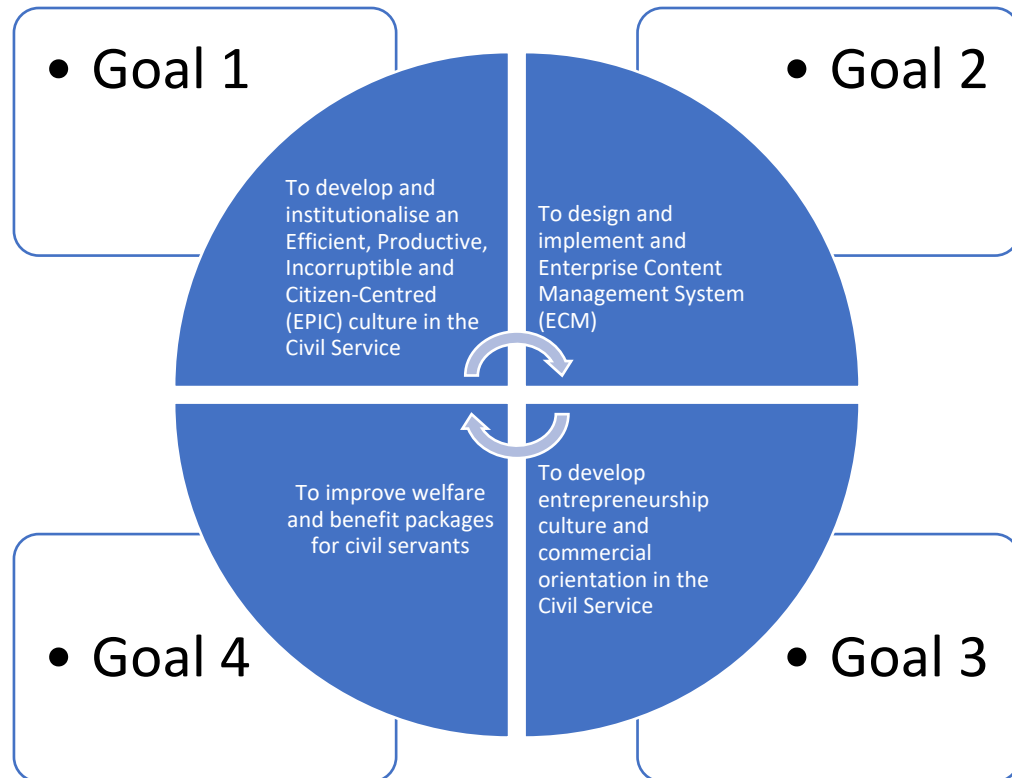 • Goal 1
• Goal 2
To develop and
institutionalise an
Efficient, Productive,
Incorruptible and
Citizen-Centred
(EPIC) culture in the
Civil Service
To design and
implement and
Enterprise Content
Management System
(ECM)
To improve welfare
and benefit packages
for civil servants
To develop
entrepreneurship
culture and
commercial
orientation in the
Civil Service
• Goal 4
• Goal 3